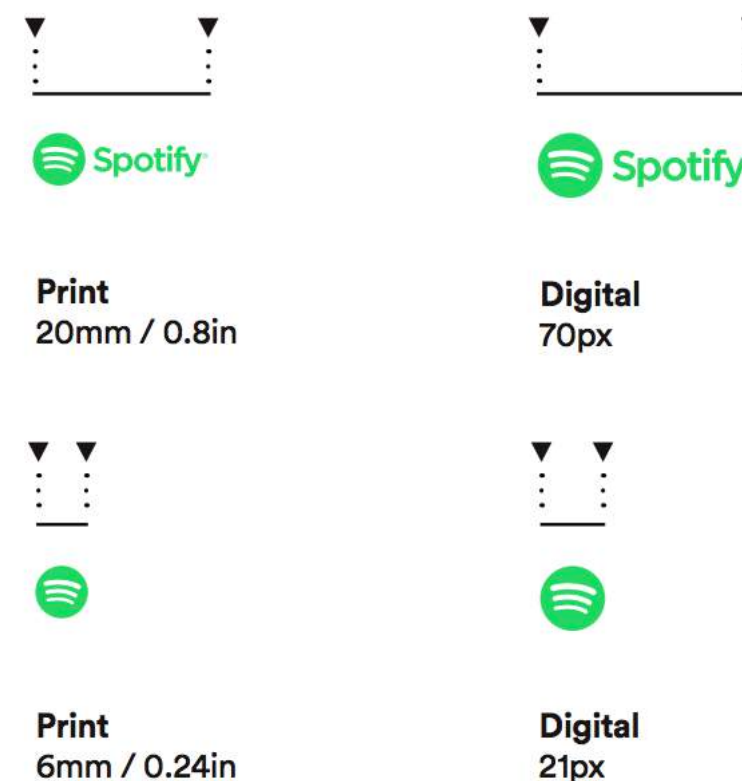 Spotify
Spotify
Print
20mm / 0.8in
Digital
70px
Print
6mm / 0.24in
Digital
21px